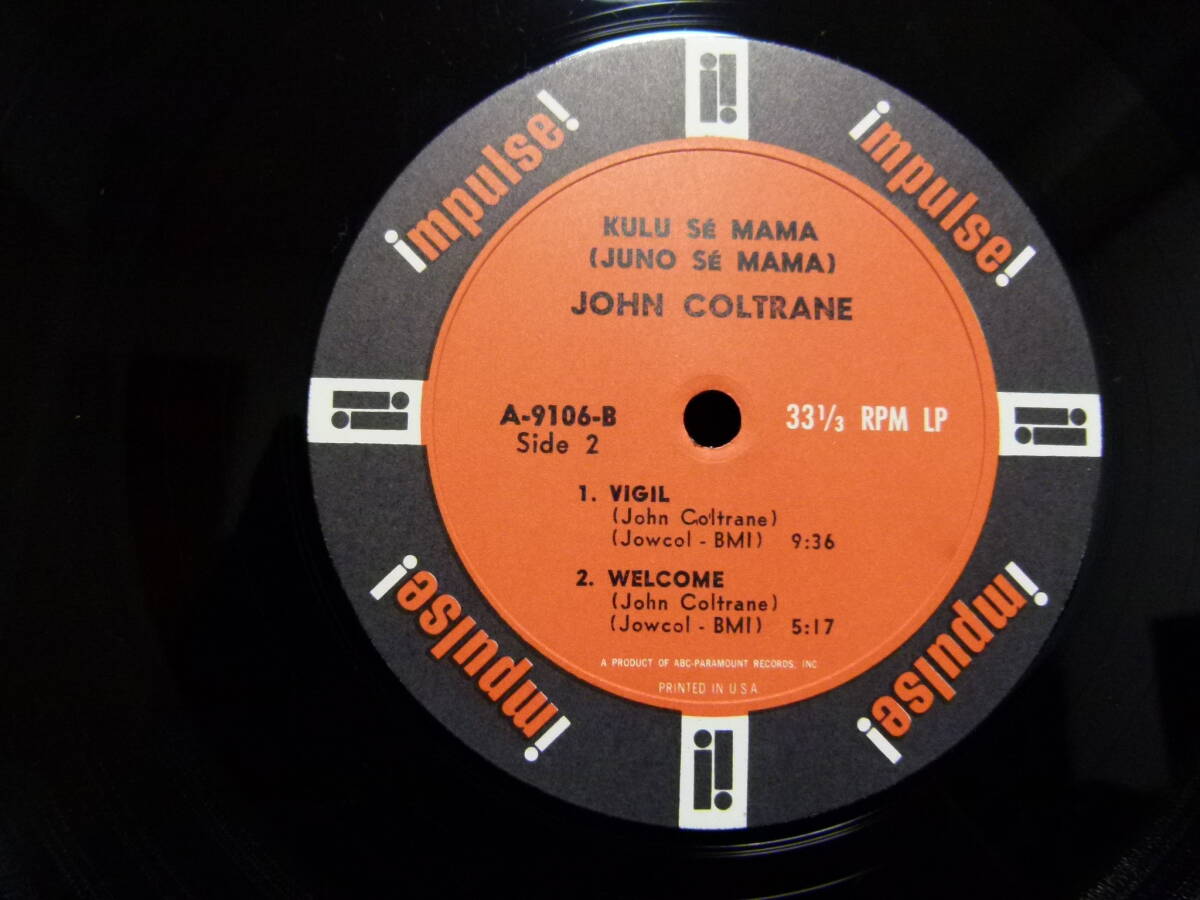 impulse!
impulse!
KULU Sé MAMA
(JUNO Sé MAMA)
JOHN COLTRANE
A-9106-B
Side 2
33 1/3 RPM LP
1. VIGIL
(John Coltrane)
(Jowcol - BMI) 9:36
2. WELCOME
(John Coltrane)
(Jowcol - BMI) 5:17
A PRODUCT OF ABC-PARAMOUNT RECORDS, INC
PRINTED IN U.S.A
impulse!
impulse!